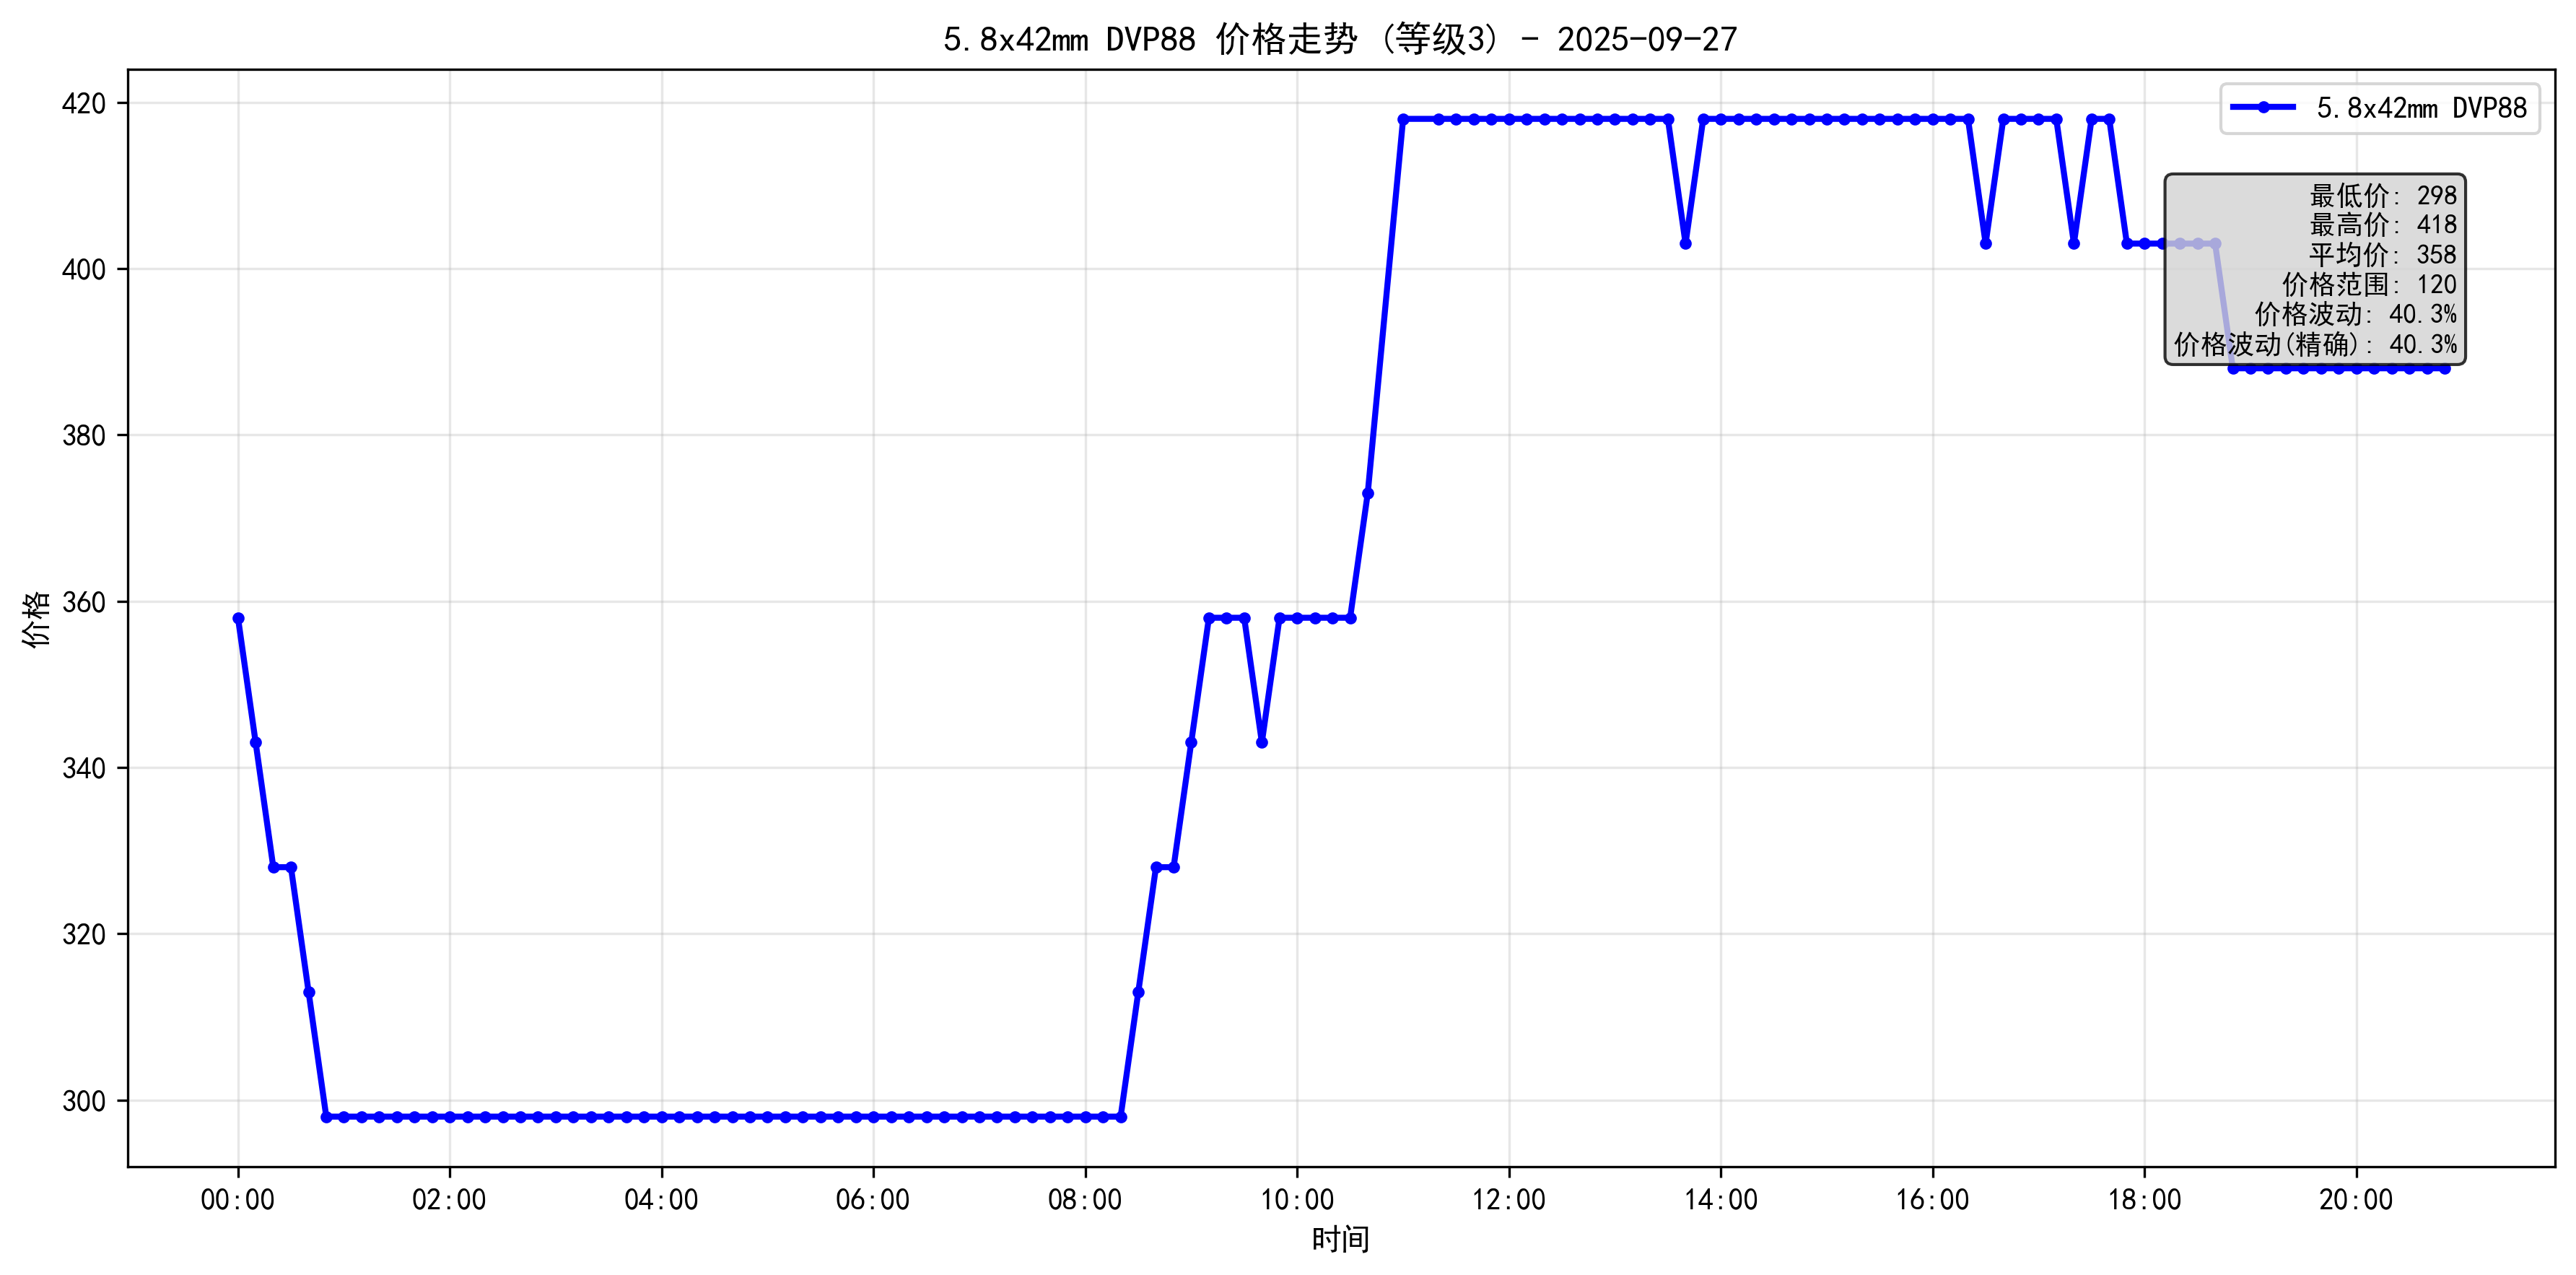 5.8x42mm DVP88 价格走势 (等级3) - 2025-09-27
5.8x42mm DVP88
最低价: 298
最高价: 418
平均价: 358
价格范围: 120
价格波动: 40.3%
价格波动(精确): 40.3%
420
400
380
360
340
320
300
价格
00:00 02:00 04:00 06:00 08:00 10:00 12:00 14:00 16:00 18:00 20:00
时间